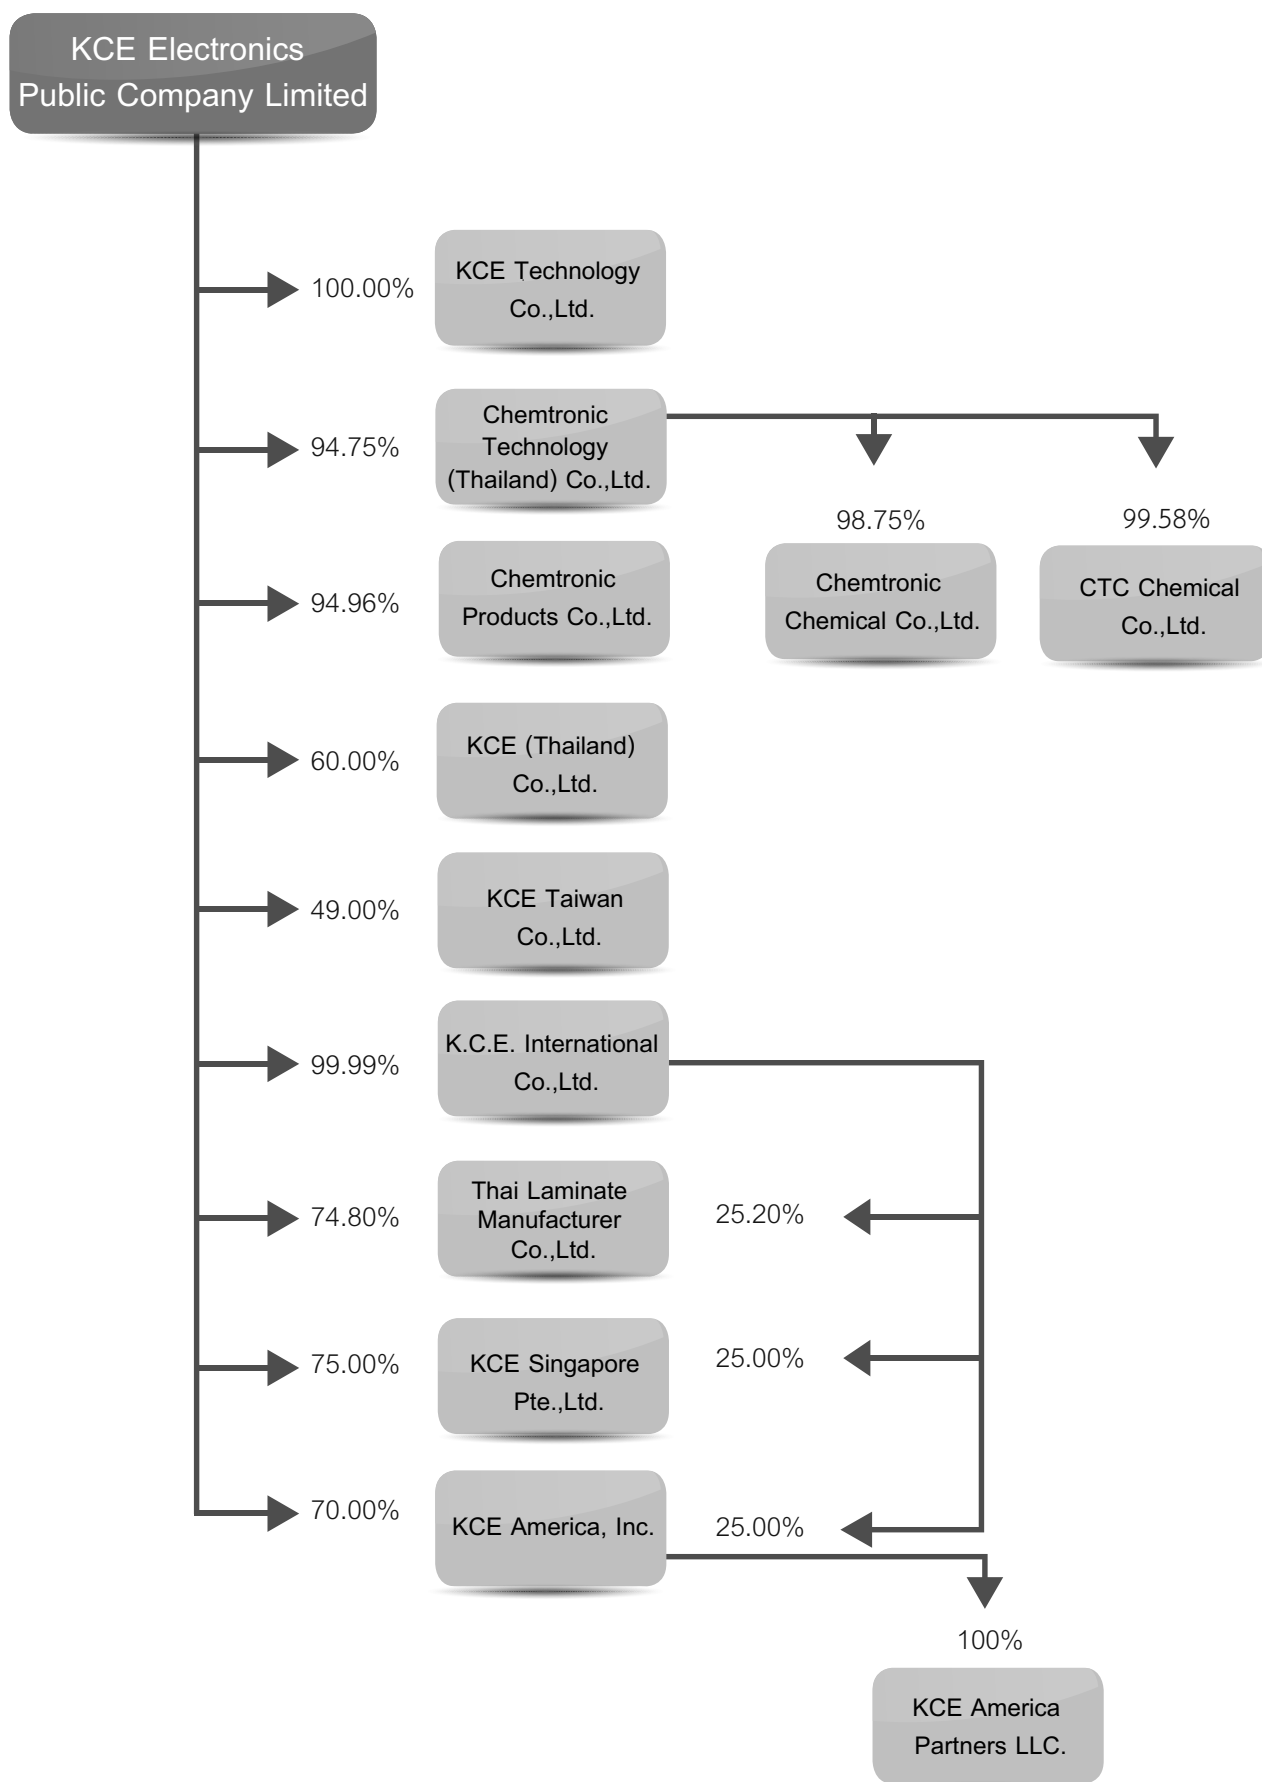 KCE Electronics
Public Company Limited
100.00%
KCE Technology
Co.,Ltd.
94.75%
Chemtronic
Technology
(Thailand) Co.,Ltd.
98.75%
Chemtronic
Chemical Co.,Ltd.
99.58%
CTC Chemical
Co.,Ltd.
94.96%
Chemtronic
Products Co.,Ltd.
60.00%
KCE (Thailand)
Co.,Ltd.
49.00%
KCE Taiwan
Co.,Ltd.
99.99%
K.C.E. International
Co.,Ltd.
74.80%
Thai Laminate
Manufacturer
Co.,Ltd.
25.20%
75.00%
KCE Singapore
Pte.,Ltd.
25.00%
70.00%
KCE America, Inc.
25.00%
100%
KCE America
Partners LLC.